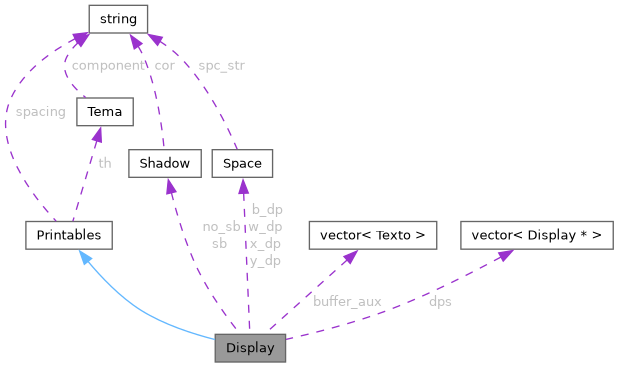 string
component
cor
spc_str
spacing
Tema
th
Shadow
Space
no_sb
sb
b_dp
w_dp
x_dp
y_dp
Printables
vector< Texto >
vector< Display * >
buffer_aux
dps
Display